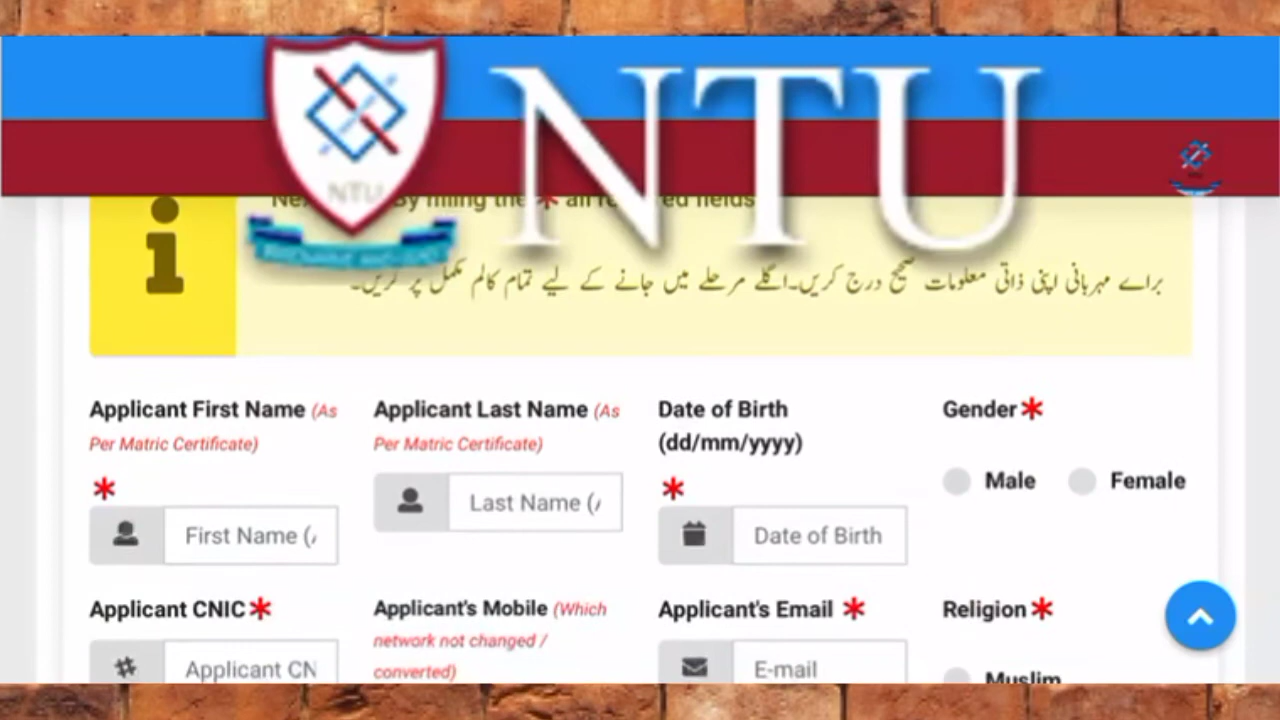 NTU
NTU
By filling the * all
fields
براے مہربانی اپنی ذاتی معلومات صحیح درج کریں۔اگلے مرحلے میں جانے کے لیے تمام کالم مکمل پر کریں۔
Applicant First Name (As
Per Matric Certificate)
*
First Name (
Applicant Last Name (As
Per Matric Certificate)
Last Name (
Date of Birth
(dd/mm/yyyy)
*
Date of Birth
Gender*
Male Female
Applicant CNIC*
Applicant CN
Applicant's Mobile (Which
network not changed /
converted)
Applicant's Email *
E-mail
Religion*
Muslim